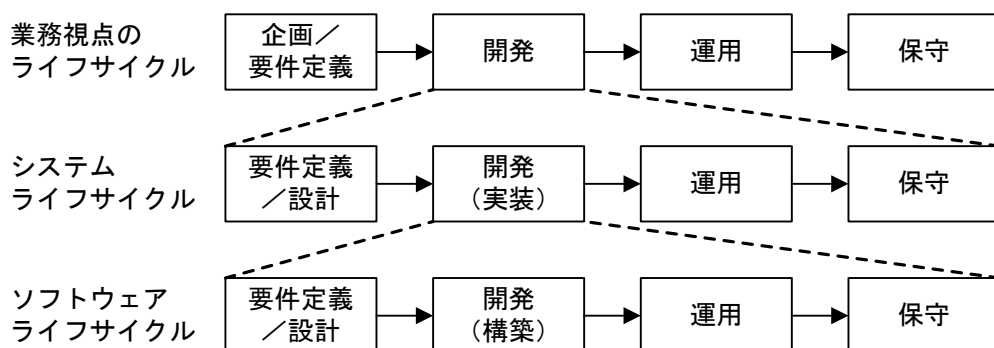 業務視点の
ライフサイクル
企画／
要件定義
開発
運用
保守
システム
ライフサイクル
要件定義
／設計
開発
（実装）
運用
保守
ソフトウェア
ライフサイクル
要件定義
／設計
開発
（構築）
運用
保守